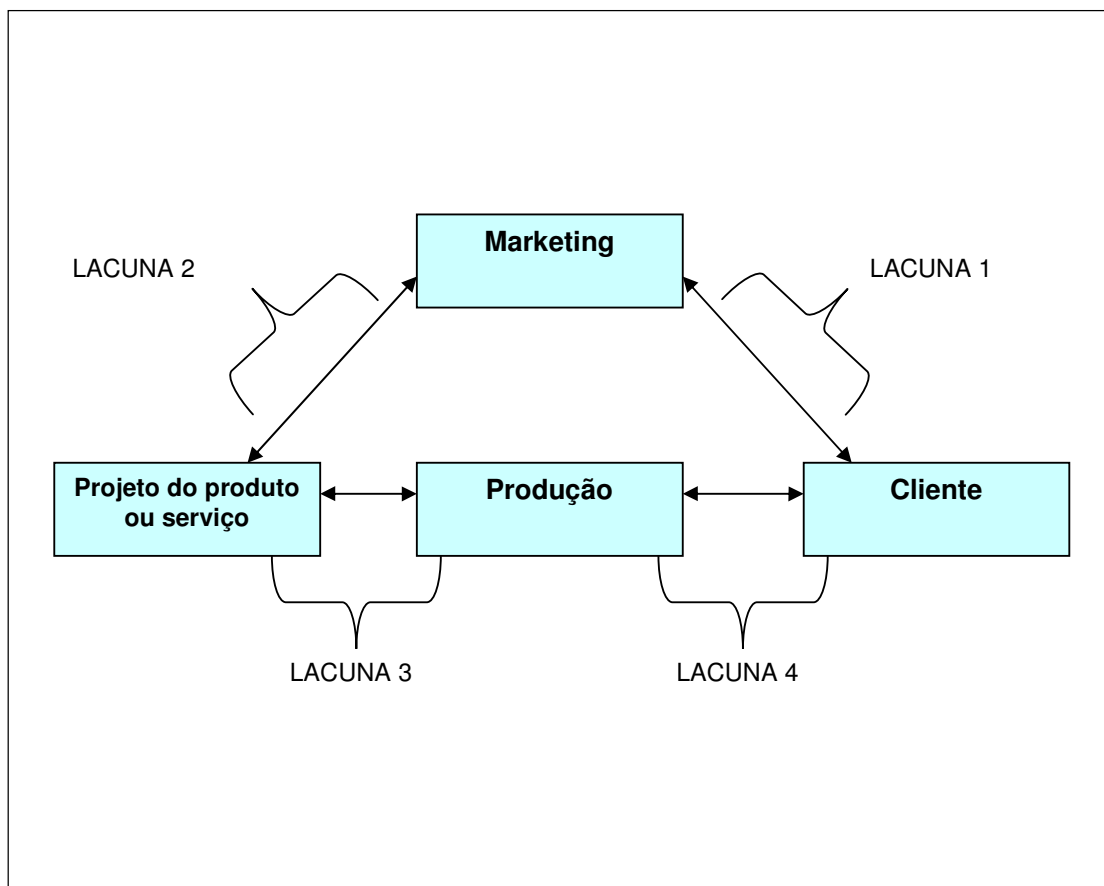 Marketing
LACUNA 2
LACUNA 1
Projeto do produto
ou serviço
Produção
Cliente
LACUNA 3
LACUNA 4